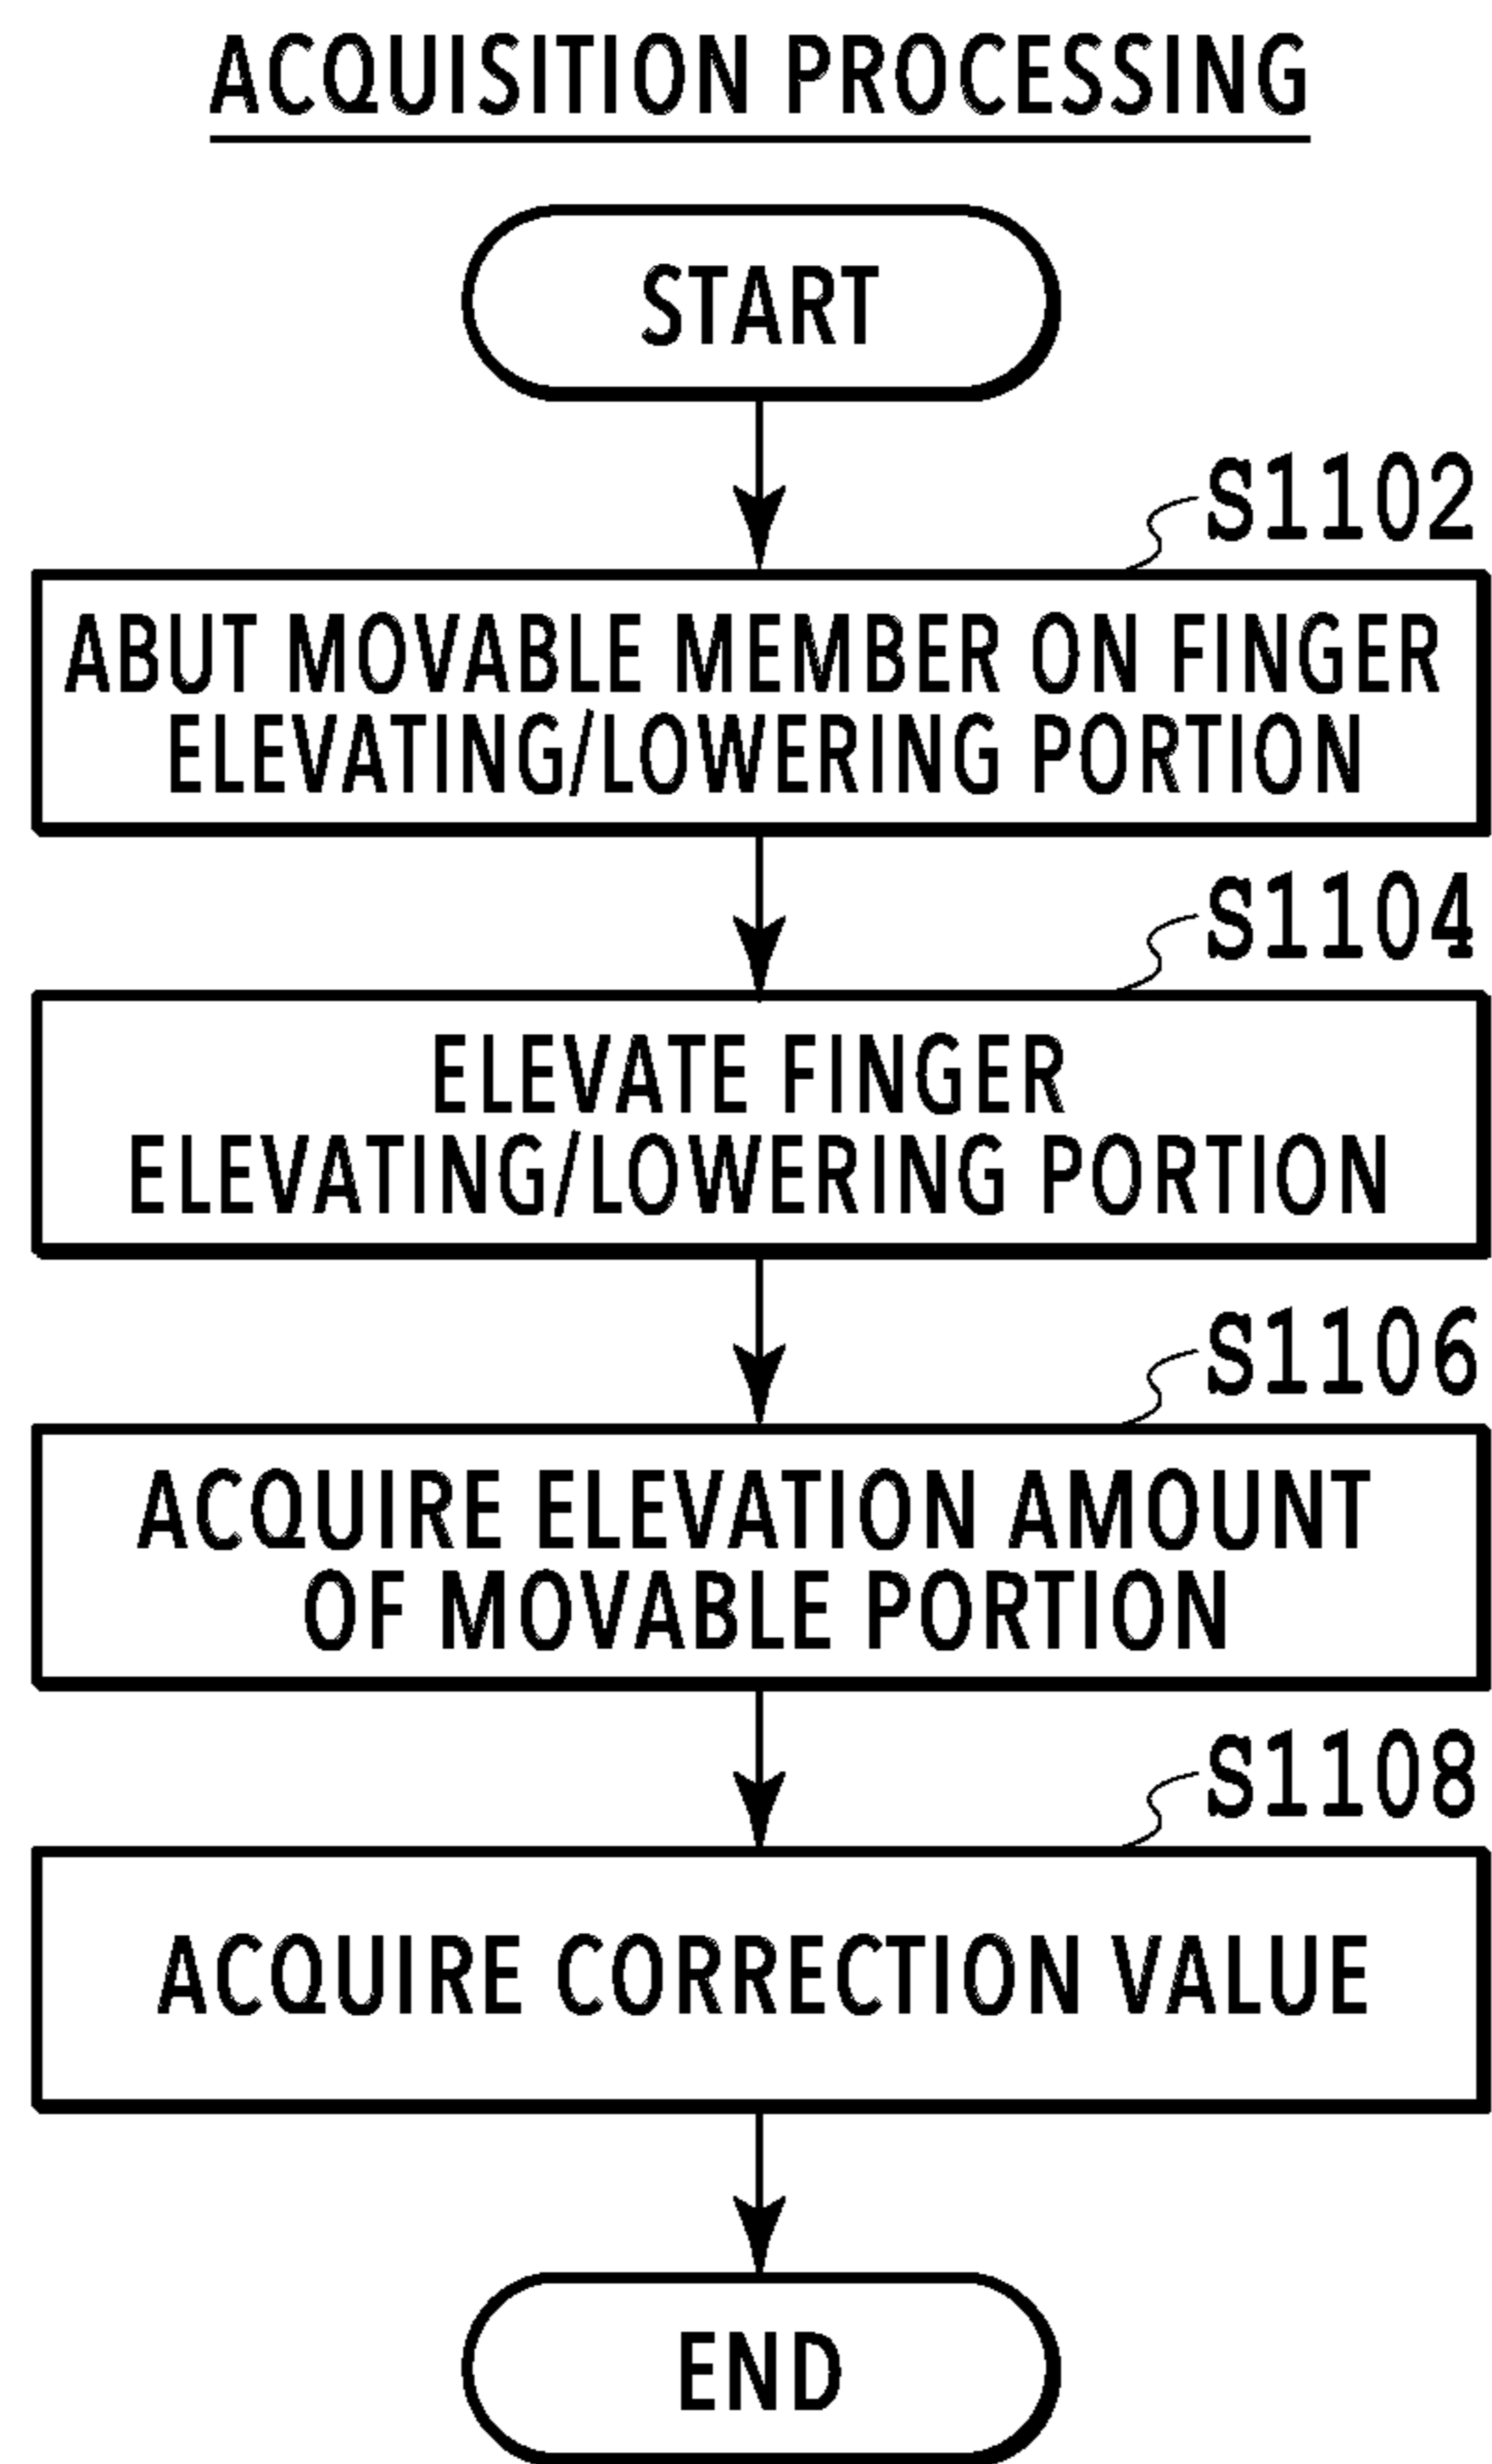 ACQUISITION PROCESSING
START
S1102
ABUT MOVABLE MEMBER ON FINGER
ELEVATING/LOWERING PORTION
S1104
ELEVATE FINGER
ELEVATING/LOWERING PORTION
S1106
ACQUIRE ELEVATION AMOUNT
OF MOVABLE PORTION
S1108
ACQUIRE CORRECTION VALUE
END